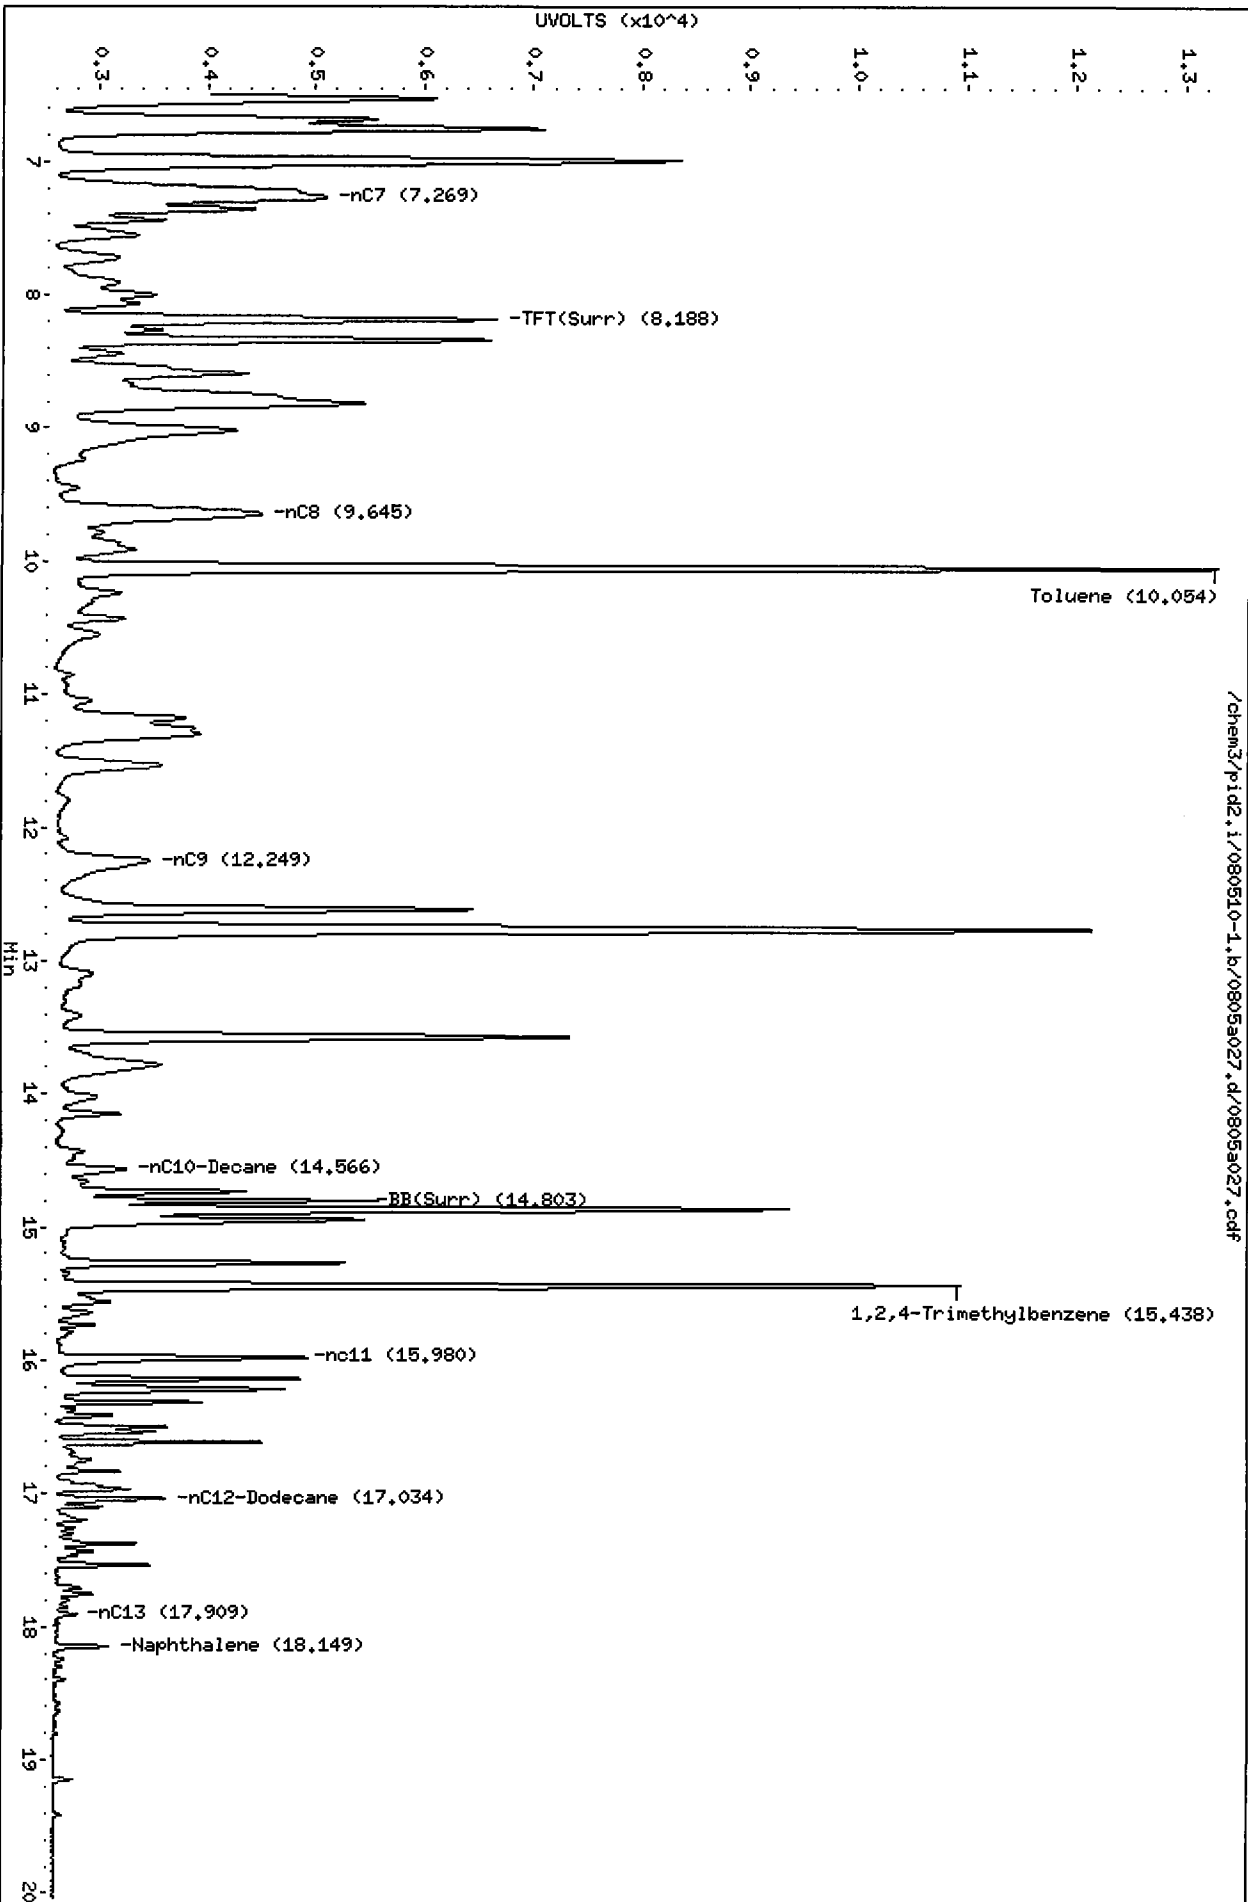 /chem3/pid2.i/080510-1.b/0805a027.d/0805a027.cdf
UVOLTS (x10^4)
0.3
0.4
0.5
0.6
0.7
0.8
0.9
1.0
1.1
1.2
1.3
7
8
9
10
11
12
13
14
15
16
17
18
19
20
Min
-nC7 (7.269)
-TFT(Surr) (8.188)
-nC8 (9.645)
Toluene (10.054)
-nC9 (12.249)
-nC10-Decane (14.566)
-BB(Surr) (14.803)
1,2,4-Trimethylbenzene (15.438)
-nc11 (15.980)
-nC12-Dodecane (17.034)
-nC13 (17.909)
-Naphthalene (18.149)